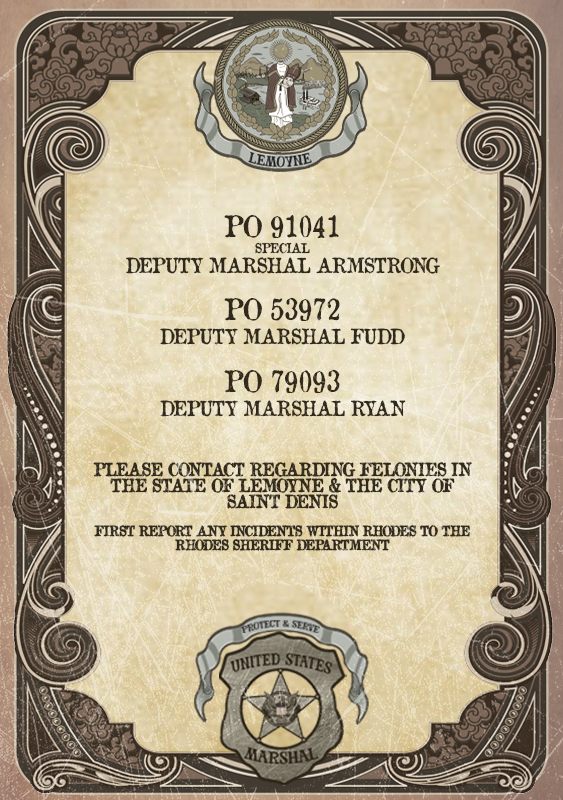 LEMOYNE
PO 91041
SPECIAL
DEPUTY MARSHAL ARMSTRONG
PO 53972
DEPUTY MARSHAL FUDD
PO 79093
DEPUTY MARSHAL RYAN
PLEASE CONTACT REGARDING FELONIES IN
THE STATE OF LEMOYNE & THE CITY OF
SAINT DENIS
FIRST REPORT ANY INCIDENTS WITHIN RHODES TO THE
RHODES SHERIFF DEPARTMENT
PROTECT & SERVE
UNITED STATES
MARSHAL